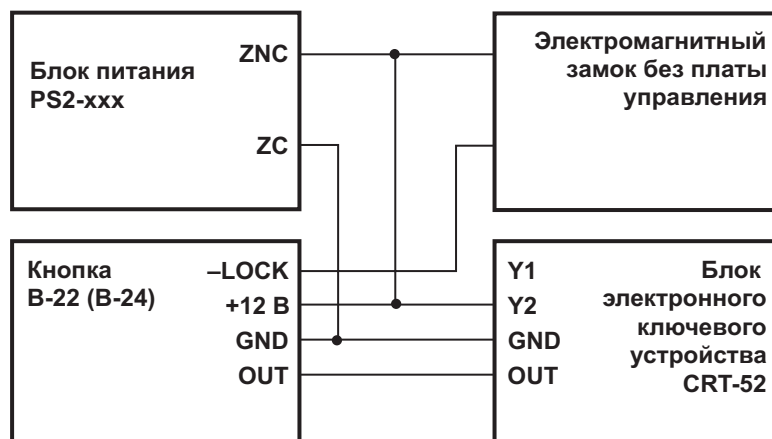 Блок питания
PS2-xxx
ZNC
ZC
Электромагнитный
замок без платы
управления
Кнопка
В-22 (В-24)
–LOCK
+12 В
GND
OUT
Y1
Y2
GND
OUT
Блок
электронного
ключевого
устройства
CRT-52